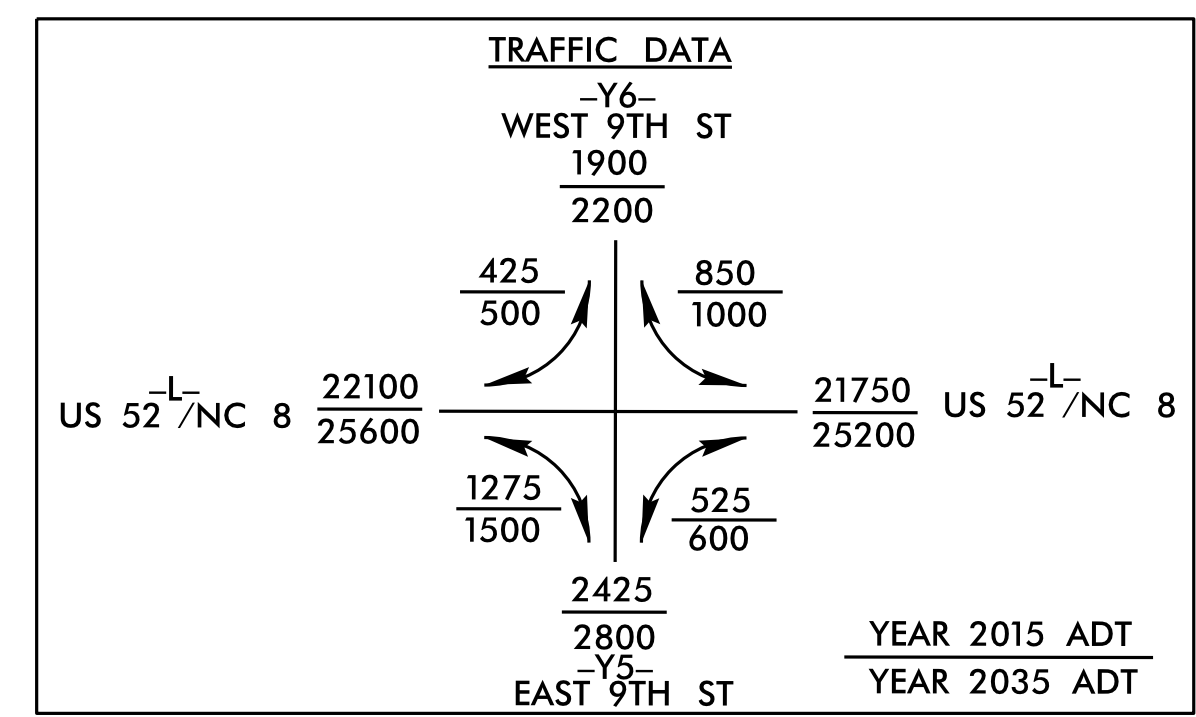 TRAFFIC DATA
–Y6–
WEST 9TH ST
1900
2200
425
500
850
1000
–L–
US 52 /NC 8
22100
25600
21750
25200
–L–
US 52 /NC 8
1275
1500
525
600
2425
2800
–Y5–
EAST 9TH ST
YEAR 2015 ADT
YEAR 2035 ADT